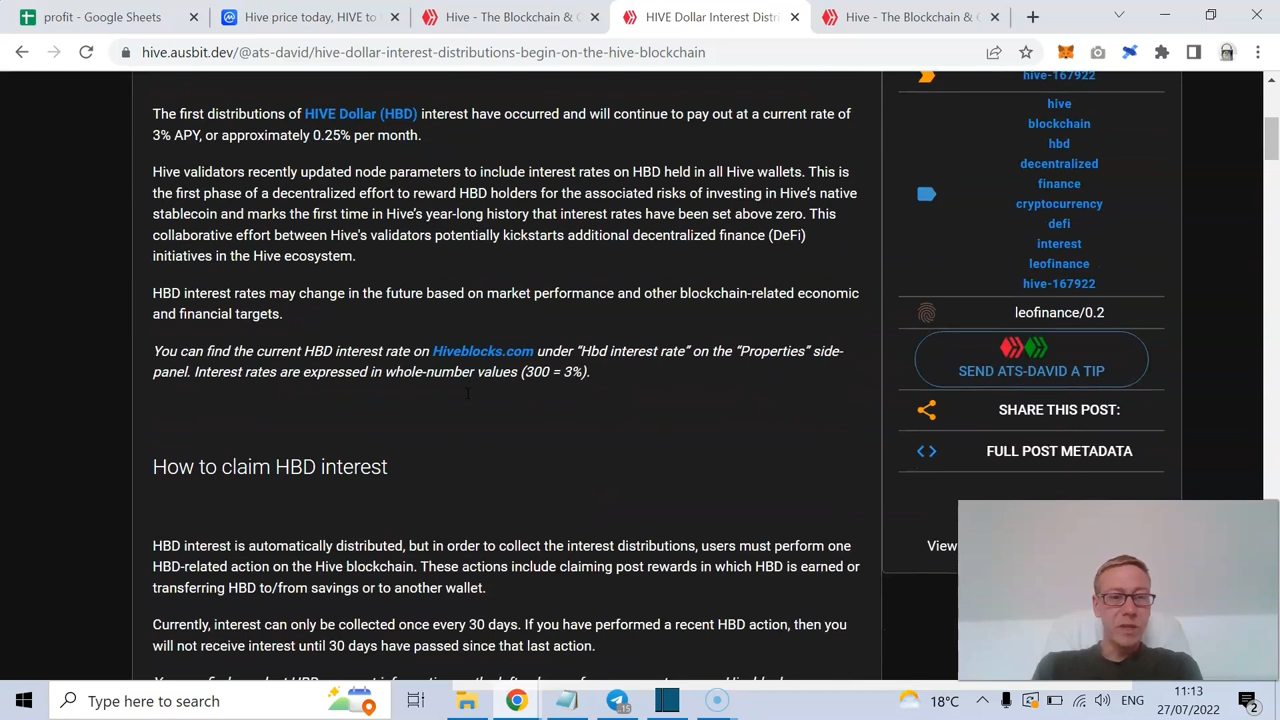 profit - Google Sheets
Hive price today, HIVE to
Hive - The Blockchain & C
HIVE Dollar Interest Distri
Hive - The Blockchain & C
hive.ausbit.dev/@ats-david/hive-dollar-interest-distributions-begin-on-the-hive-blockchain
The first distributions of HIVE Dollar (HBD) interest have occurred and will continue to pay out at a current rate of
3% APY, or approximately 0.25% per month.
Hive validators recently updated node parameters to include interest rates on HBD held in all Hive wallets. This is
the first phase of a decentralized effort to reward HBD holders for the associated risks of investing in Hive's native
stablecoin and marks the first time in Hive's year-long history that interest rates have been set above zero. This
collaborative effort between Hive's validators potentially kickstarts additional decentralized finance (DeFi)
initiatives in the Hive ecosystem.
HBD interest rates may change in the future based on market performance and other blockchain-related economic
and financial targets.
You can find the current HBD interest rate on Hiveblocks.com under “Hbd interest rate” on the “Properties” side-
panel. Interest rates are expressed in whole-number values (300 = 3%).
How to claim HBD interest
HBD interest is automatically distributed, but in order to collect the interest distributions, users must perform one
HBD-related action on the Hive blockchain. These actions include claiming post rewards in which HBD is earned or
transferring HBD to/from savings or to another wallet.
Currently, interest can only be collected once every 30 days. If you have performed a recent HBD action, then you
will not receive interest until 30 days have passed since that last action.
hive-167922
hive
blockchain
hbd
decentralized
finance
cryptocurrency
defi
interest
leofinance
hive-167922
leofinance/0.2
SEND ATS-DAVID A TIP
SHARE THIS POST:
FULL POST METADATA
View
Type here to search
15
18°C
ENG
11:13
27/07/2022
2